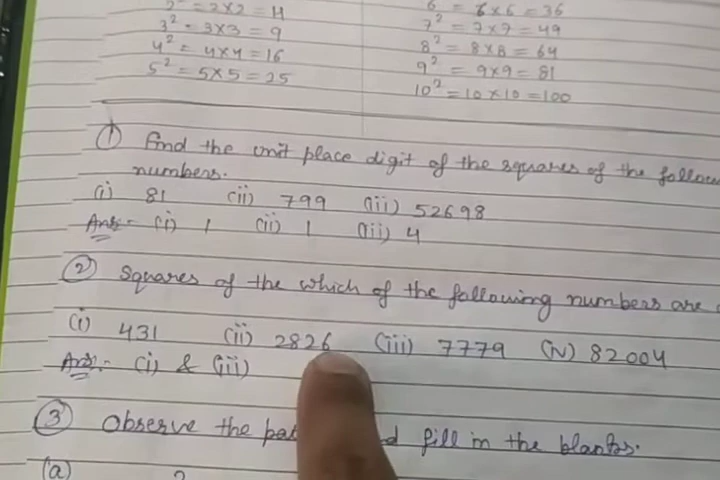 2² = 2×2 = 4
3² = 3×3 = 9
4² = 4×4 = 16
5² = 5×5 = 25
6² = 6×6 = 36
7² = 7×7 = 49
8² = 8×8 = 64
9² = 9×9 = 81
10² = 10×10 = 100
① Find the unit place digit of the squares of the
numbers.
(i) 81 (ii) 799 (iii) 52698
Ans:- (i) 1 (ii) 1 (iii) 4
② Squares of the which of the following numbers are
(i) 431 (ii) 2826 (iii) 7779 (iv) 82004
Ans:- (i) & (iii)
③ Observe the fill in the blanks.
(a)